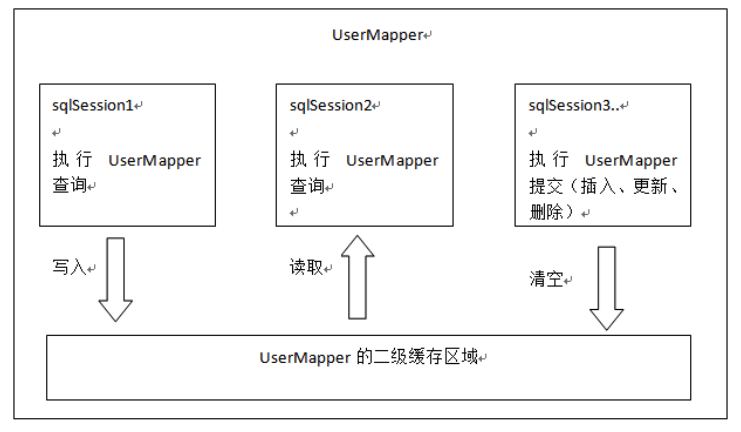 UserMapper↵
sqlSession1↵
↵
执行 UserMapper
查询↵
sqlSession2↵
↵
执行 UserMapper
查询↵
↵
sqlSession3..↵
↵
执行 UserMapper
提交（插入、更新、
删除）↵
写入↵
读取↵
清空↵
UserMapper 的二级缓存区域↵